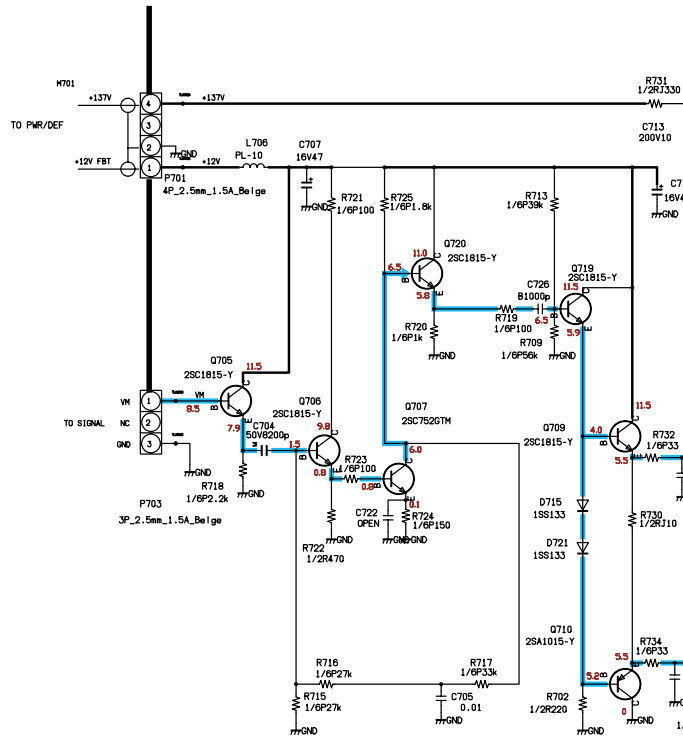 M701
+137V
TO PWR/DEF
+12V FBT
4
3
2
1
+137V
GND
+12V
P701
4P_2.5mm_1.5A_Beige
L706
PL-10
C707
16V47
+
GND
R721
1/6P100
R725
1/6P1.8k
R713
1/6P39k
R731
1/2RJ330
C713
200V10
C7
16V4
+
GND
Q720
2SC1815-Y
11.0
C
6.5
B
5.8
E
R720
1/6P1k
GND
R719
1/6P100
C726
B1000p
6.5
B
Q719
2SC1815-Y
11.5
C
5.9
E
R709
1/6P56k
GND
Q705
2SC1815-Y
11.5
C
VM
8.5
B
7.9
E
1
2
3
VM
NC
GND
TO SIGNAL
GND
P703
3P_2.5mm_1.5A_Beige
R718
1/6P2.2k
GND
C704
50V8200p
M
1.5
B
Q706
2SC1815-Y
9.8
C
0.8
E
R723
1/6P100
0.8
B
Q707
2SC752GTM
6.0
C
E
0.1
R722
1/2R470
GND
C722
OPEN
GND
R724
1/6P150
GND
Q709
2SC1815-Y
11.5
C
4.0
B
5.5
E
R732
1/6P33
D715
1SS133
D721
1SS133
R730
1/2RJ10
Q710
2SA1015-Y
5.5
E
5.2
B
0
C
R734
1/6P33
R702
1/2R220
GND
GND
R716
1/6P27k
R717
1/6P33k
R715
1/6P27k
GND
C705
0.01
GND
1/